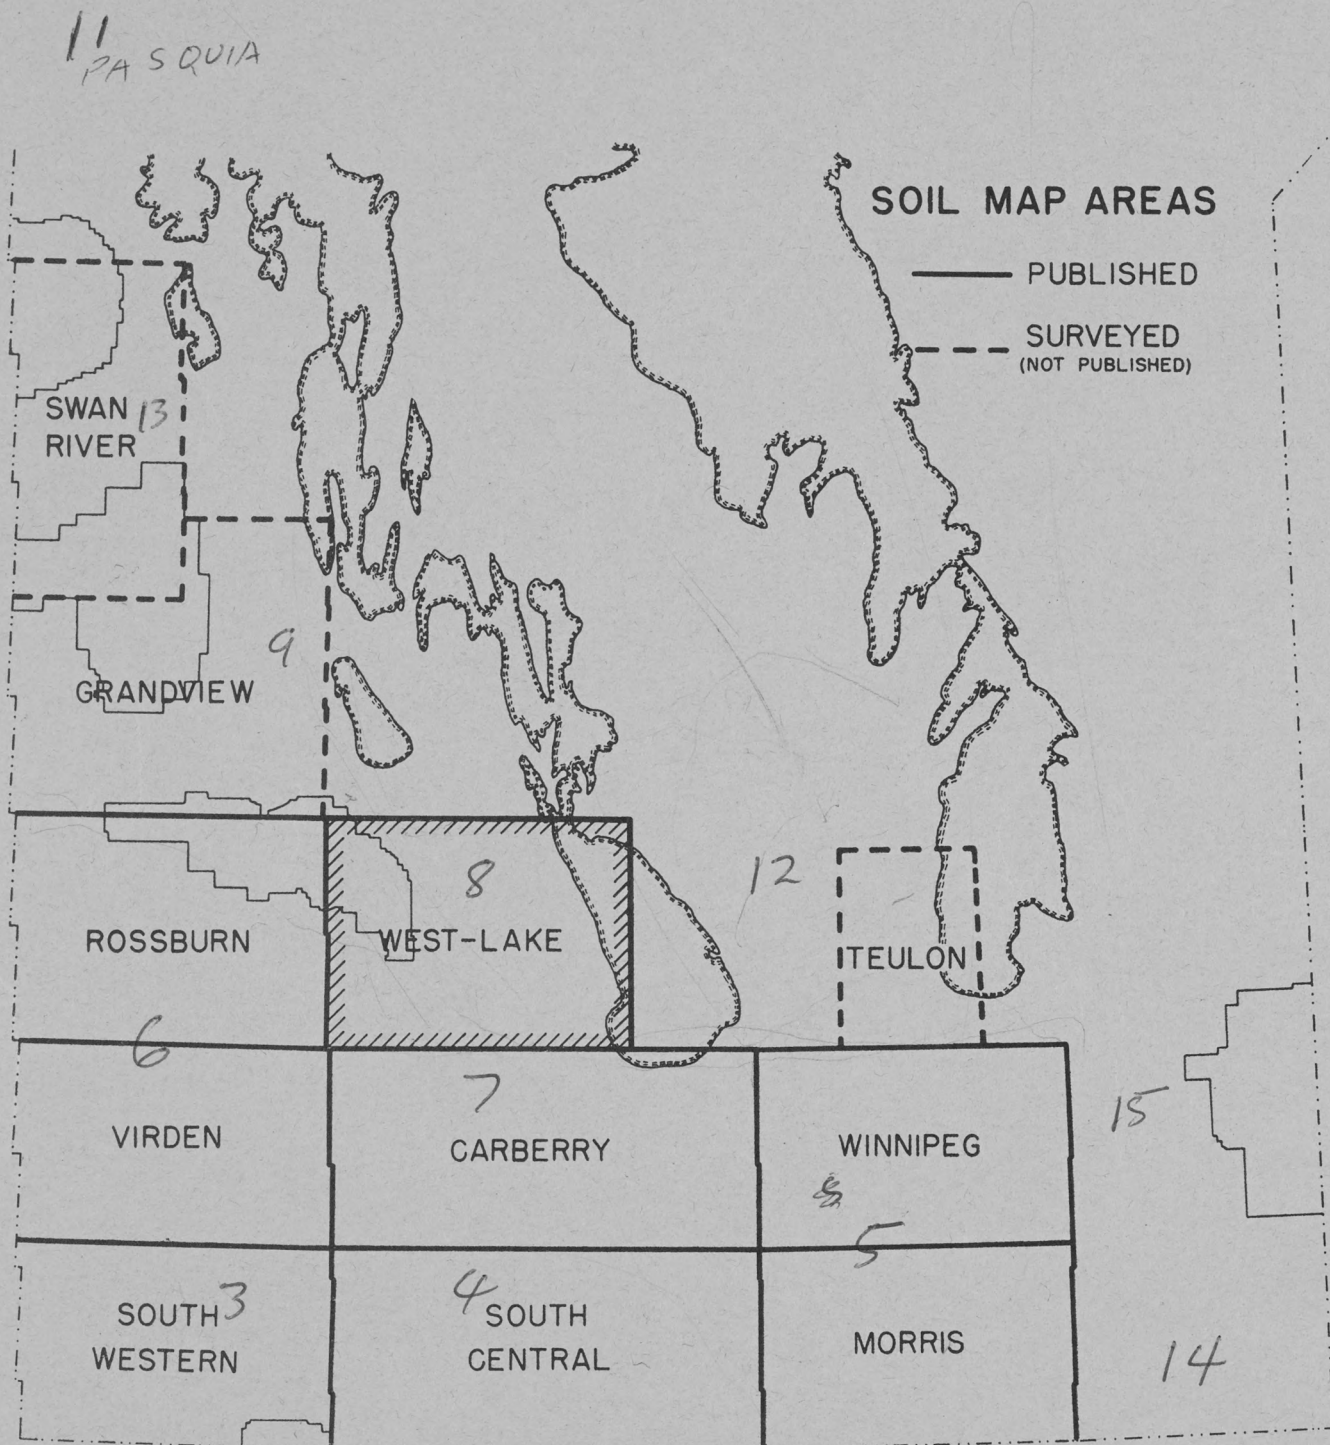 11
PASQUIA
SOIL MAP AREAS
PUBLISHED
SURVEYED
(NOT PUBLISHED)
SWAN 13
RIVER
9
GRANDVIEW
8
12
ROSSBURN
WEST-LAKE
TEULON
6
7
15
VIRDEN
CARBERRY
WINNIPEG
5
3
4
SOUTH
SOUTH
WESTERN
CENTRAL
MORRIS
14